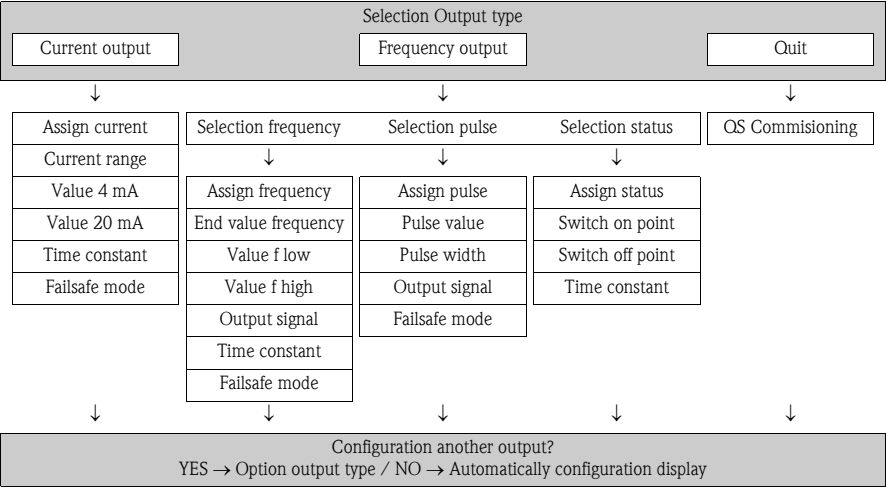 Selection Output type
Current output
Frequency output
Quit
↓ ↓ ↓
Assign current
Current range
Value 4 mA
Value 20 mA
Time constant
Failsafe mode
Selection frequency
Selection pulse
Selection status
↓ ↓ ↓
Assign frequency
End value frequency
Value f low
Value f high
Output signal
Time constant
Failsafe mode
Assign pulse
Pulse value
Pulse width
Output signal
Failsafe mode
Assign status
Switch on point
Switch off point
Time constant
QS Commisioning
↓ ↓ ↓ ↓ ↓
Configuration another output?
YES → Option output type / NO → Automatically configuration display